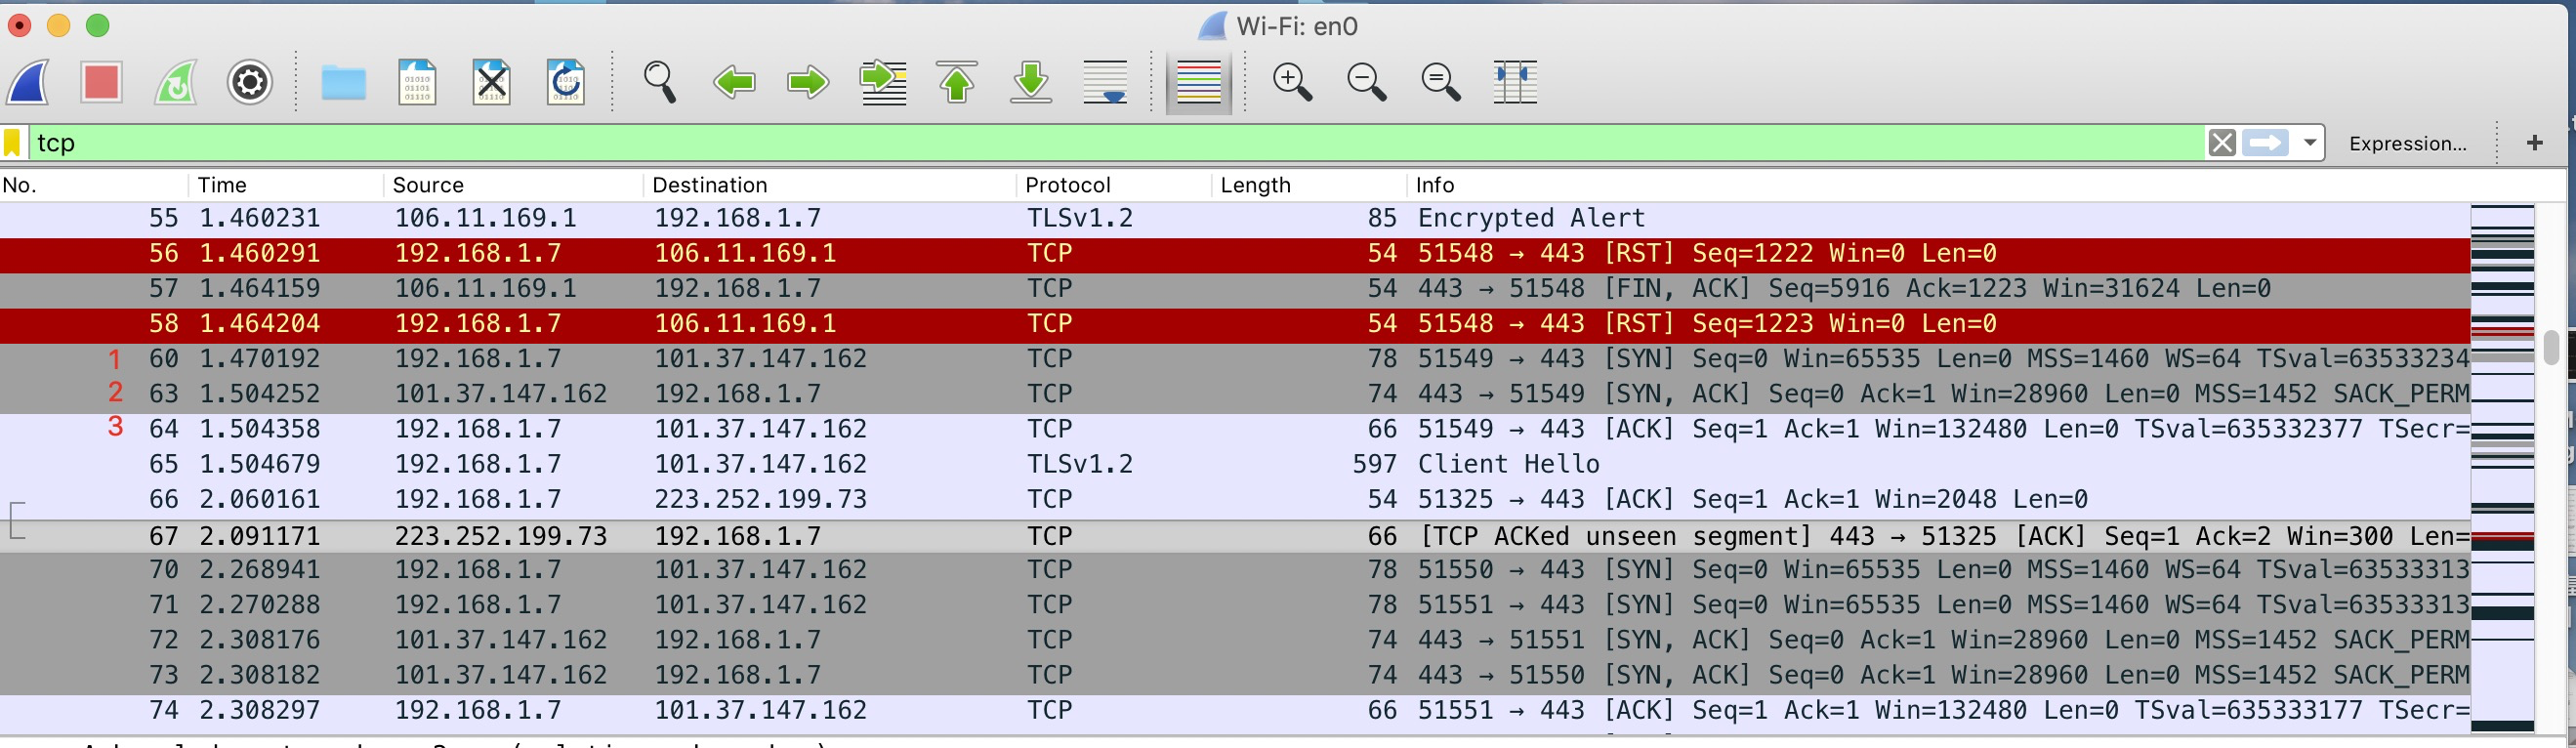 Wi-Fi: en0
tcp
Expression...
+
No. Time Source Destination Protocol Length Info
55 1.460231 106.11.169.1 192.168.1.7 TLSv1.2 85 Encrypted Alert
56 1.460291 192.168.1.7 106.11.169.1 TCP 54 51548 → 443 [RST] Seq=1222 Win=0 Len=0
57 1.464159 106.11.169.1 192.168.1.7 TCP 54 443 → 51548 [FIN, ACK] Seq=5916 Ack=1223 Win=31624 Len=0
58 1.464204 192.168.1.7 106.11.169.1 TCP 54 51548 → 443 [RST] Seq=1223 Win=0 Len=0
1 60 1.470192 192.168.1.7 101.37.147.162 TCP 78 51549 → 443 [SYN] Seq=0 Win=65535 Len=0 MSS=1460 WS=64 TSval=63533234
2 63 1.504252 101.37.147.162 192.168.1.7 TCP 74 443 → 51549 [SYN, ACK] Seq=0 Ack=1 Win=28960 Len=0 MSS=1452 SACK_PERM
3 64 1.504358 192.168.1.7 101.37.147.162 TCP 66 51549 → 443 [ACK] Seq=1 Ack=1 Win=132480 Len=0 TSval=635332377 TSecr=
65 1.504679 192.168.1.7 101.37.147.162 TLSv1.2 597 Client Hello
66 2.060161 192.168.1.7 223.252.199.73 TCP 54 51325 → 443 [ACK] Seq=1 Ack=1 Win=2048 Len=0
67 2.091171 223.252.199.73 192.168.1.7 TCP 66 [TCP ACKed unseen segment] 443 → 51325 [ACK] Seq=1 Ack=2 Win=300 Len=
70 2.268941 192.168.1.7 101.37.147.162 TCP 78 51550 → 443 [SYN] Seq=0 Win=65535 Len=0 MSS=1460 WS=64 TSval=63533313
71 2.270288 192.168.1.7 101.37.147.162 TCP 78 51551 → 443 [SYN] Seq=0 Win=65535 Len=0 MSS=1460 WS=64 TSval=63533313
72 2.308176 101.37.147.162 192.168.1.7 TCP 74 443 → 51551 [SYN, ACK] Seq=0 Ack=1 Win=28960 Len=0 MSS=1452 SACK_PERM
73 2.308182 101.37.147.162 192.168.1.7 TCP 74 443 → 51550 [SYN, ACK] Seq=0 Ack=1 Win=28960 Len=0 MSS=1452 SACK_PERM
74 2.308297 192.168.1.7 101.37.147.162 TCP 66 51551 → 443 [ACK] Seq=1 Ack=1 Win=132480 Len=0 TSval=635333177 TSecr=